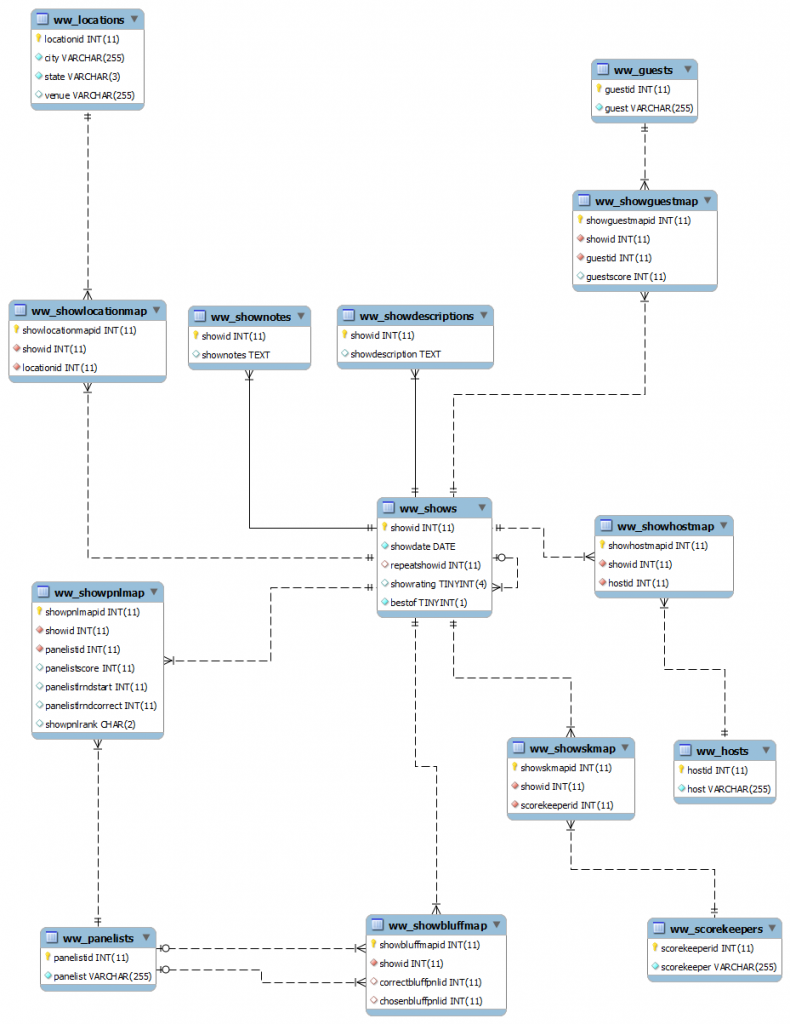 ww_locations
locationid INT(11)
city VARCHAR(255)
state VARCHAR(3)
venue VARCHAR(255)
ww_guests
guestid INT(11)
guest VARCHAR(255)
ww_showguestmap
showguestmapid INT(11)
showid INT(11)
guestid INT(11)
guestscore INT(11)
ww_showlocationmap
showlocationmapid INT(11)
showid INT(11)
locationid INT(11)
ww_shownotes
showid INT(11)
shownotes TEXT
ww_showdescriptions
showid INT(11)
showdescription TEXT
ww_shows
showid INT(11)
showdate DATE
repeatshowid INT(11)
showrating TINYINT(4)
bestof TINYINT(1)
ww_showhostmap
showhostmapid INT(11)
showid INT(11)
hostid INT(11)
ww_showpnlmap
showpnlmapid INT(11)
showid INT(11)
panelistid INT(11)
panelistscore INT(11)
panelistlrndstart INT(11)
panelistlrndcorrect INT(11)
showpnlrank CHAR(2)
ww_showskmap
showskmapid INT(11)
showid INT(11)
scorekeeperid INT(11)
ww_hosts
hostid INT(11)
host VARCHAR(255)
ww_panelists
panelistid INT(11)
panelist VARCHAR(255)
ww_showbluffmap
showbluffmapid INT(11)
showid INT(11)
correctbluffpnlid INT(11)
chosenbluffpnlid INT(11)
ww_scorekeepers
scorekeeperid INT(11)
scorekeeper VARCHAR(255)